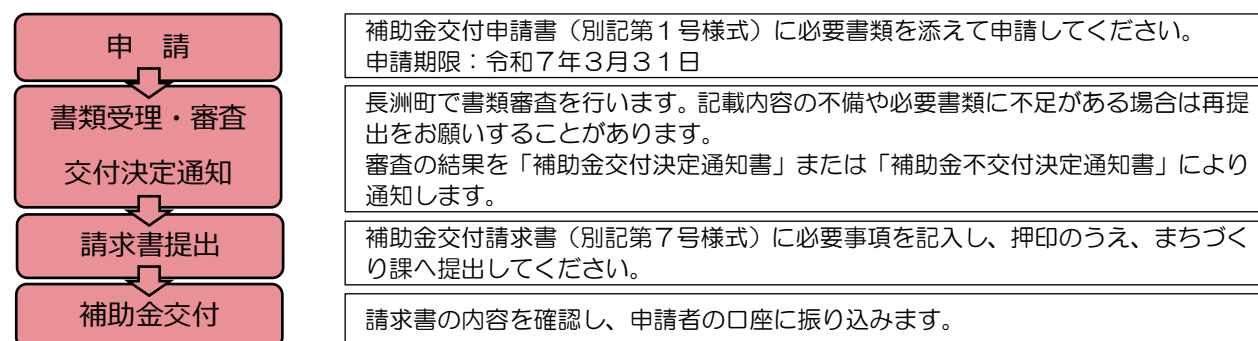 申　請
補助金交付申請書（別記第１号様式）に必要書類を添えて申請してください。
申請期限：令和７年３月３１日
書類受理・審査
交付決定通知
長洲町で書類審査を行います。記載内容の不備や必要書類に不足がある場合は再提
出をお願いすることがあります。
審査の結果を「補助金交付決定通知書」または「補助金不交付決定通知書」により
通知します。
請求書提出
補助金交付請求書（別記第７号様式）に必要事項を記入し、押印のうえ、まちづく
り課へ提出してください。
補助金交付
請求書の内容を確認し、申請者の口座に振り込みます。